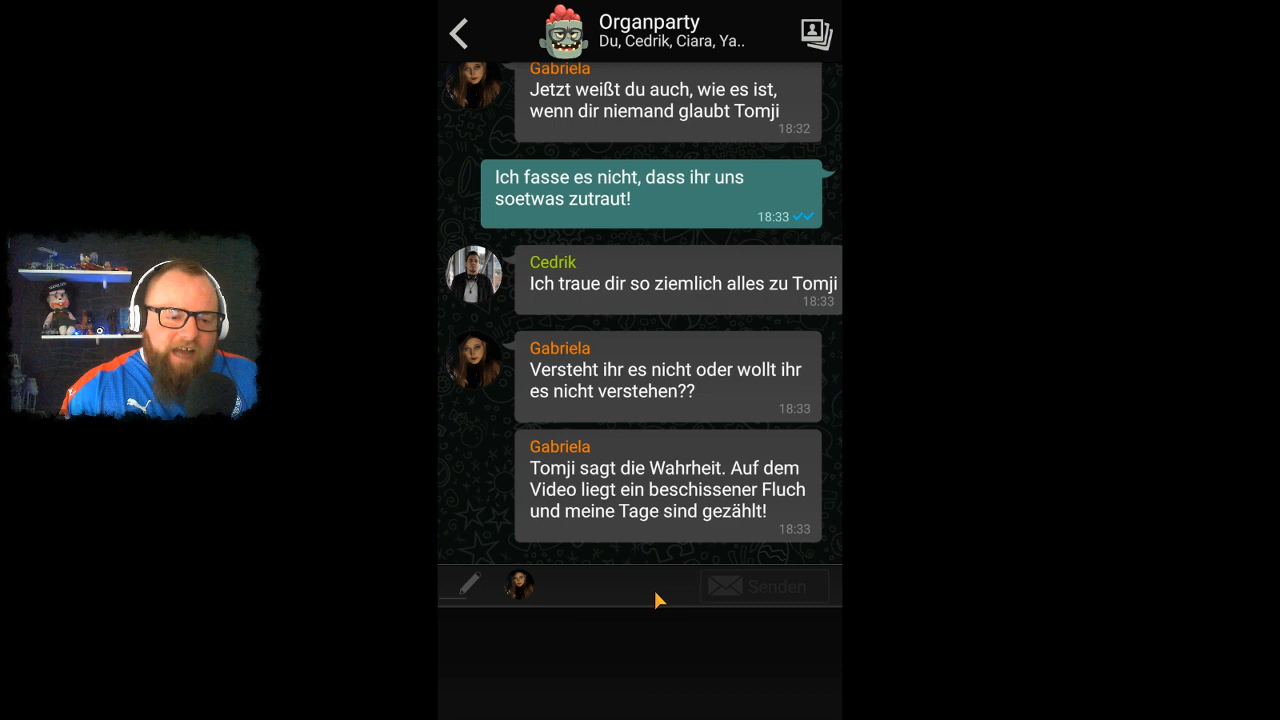 Organparty
Du, Cedrik, Ciara, Ya..
Gabriela
Jetzt weißt du auch, wie es ist,
wenn dir niemand glaubt Tomji
18:32
Ich fasse es nicht, dass ihr uns
soetwas zutraut!
18:33
Cedrik
Ich traue dir so ziemlich alles zu Tomji
18:33
Gabriela
Versteht ihr es nicht oder wollt ihr
es nicht verstehen??
18:33
Gabriela
Tomji sagt die Wahrheit. Auf dem
Video liegt ein beschissener Fluch
und meine Tage sind gezählt!
18:33
Senden